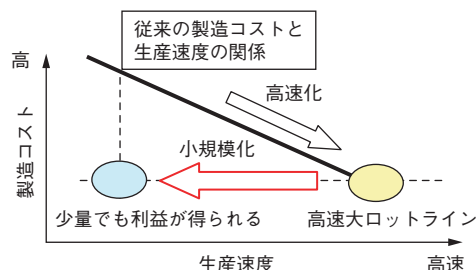 従来の製造コストと
生産速度の関係
高
高速化
製造コスト
小規模化
少量でも利益が得られる
高速大ロットライン
生産速度
高速